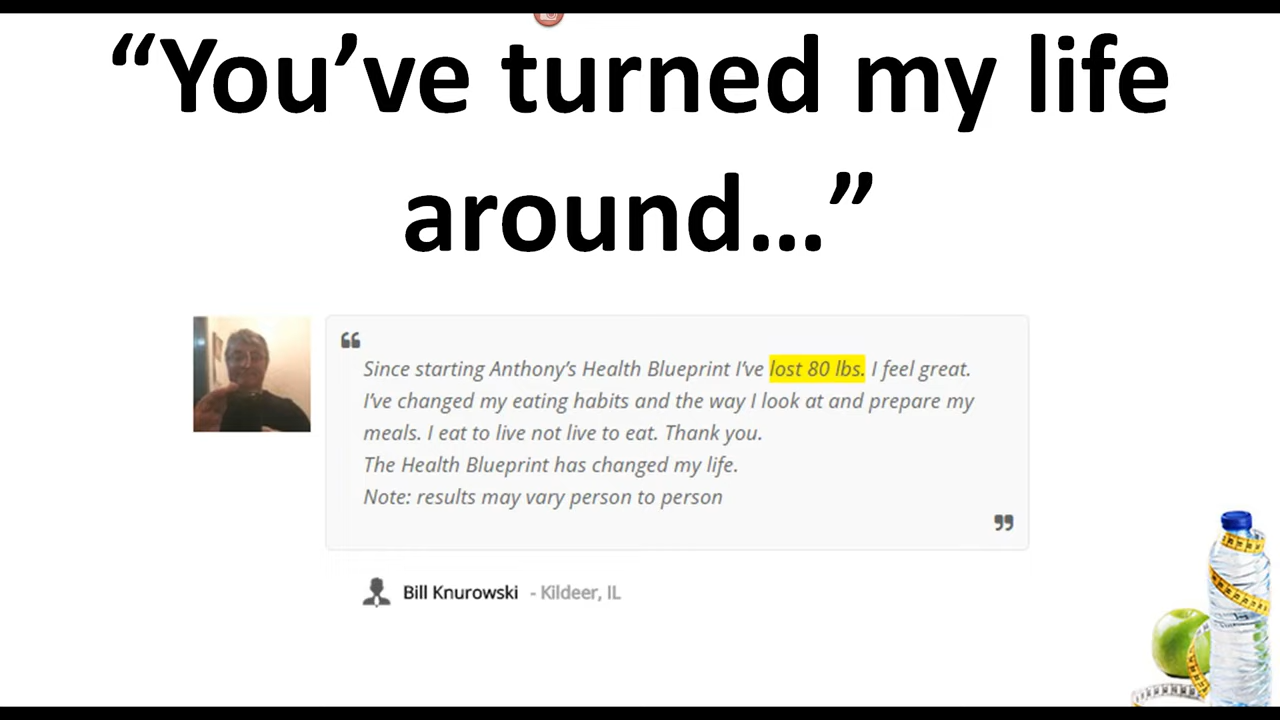 “You’ve turned my life
around...”
“
Since starting Anthony’s Health Blueprint I’ve lost 80 lbs. I feel great.
I’ve changed my eating habits and the way I look at and prepare my
meals. I eat to live not live to eat. Thank you.
The Health Blueprint has changed my life.
Note: results may vary person to person
”
Bill Knurowski - Kildeer, IL